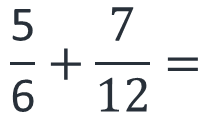 5/6 + 7/12 =